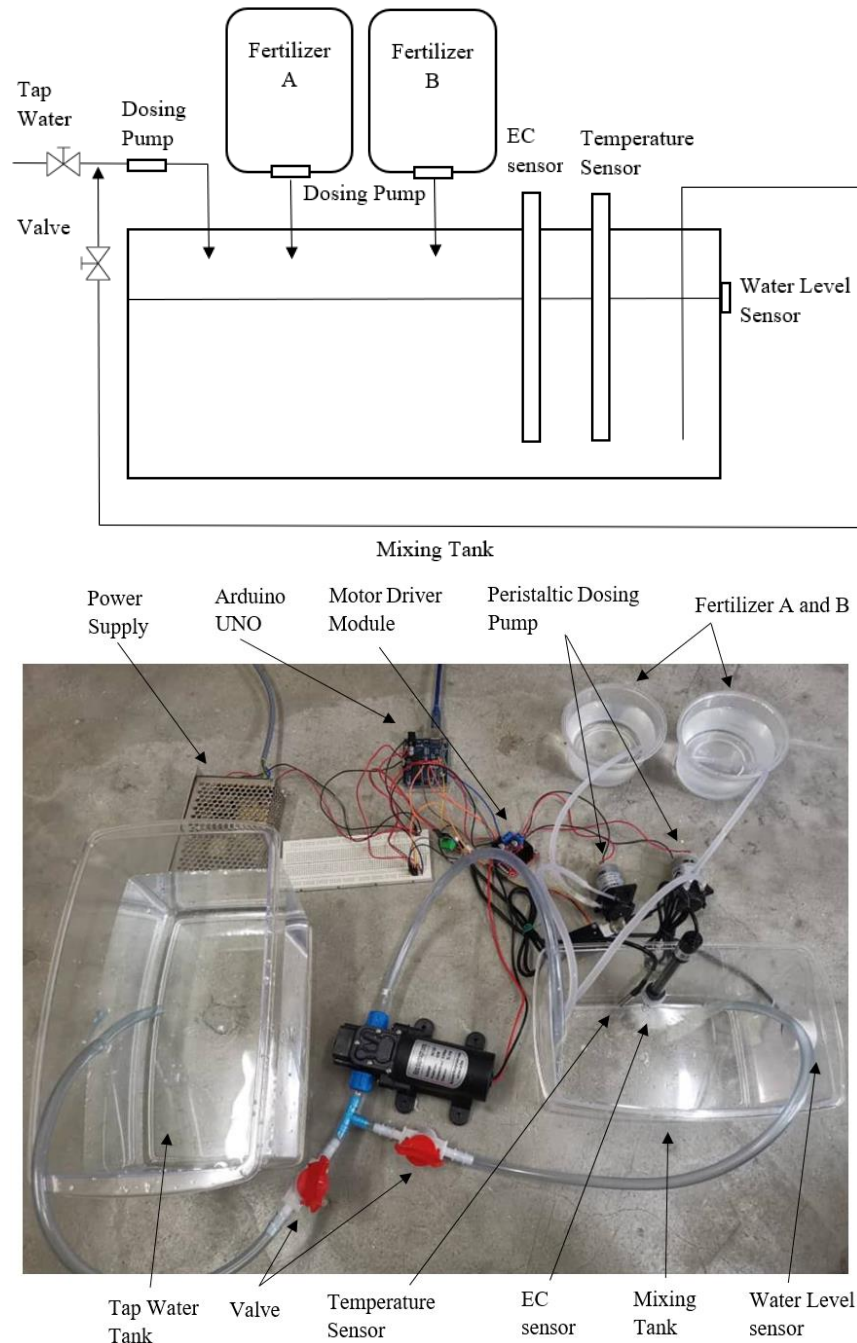 Fertilizer
A
Fertilizer
B
Tap
Water
Dosing
Pump
EC
sensor
Temperature
Sensor
Dosing Pump
Valve
Water Level
Sensor
Mixing Tank
Power
Supply
Arduino
UNO
Motor Driver
Module
Peristaltic Dosing
Pump
Fertilizer A and B
Tap Water
Tank
Valve
Temperature
Sensor
EC
sensor
Mixing
Tank
Water Level
sensor